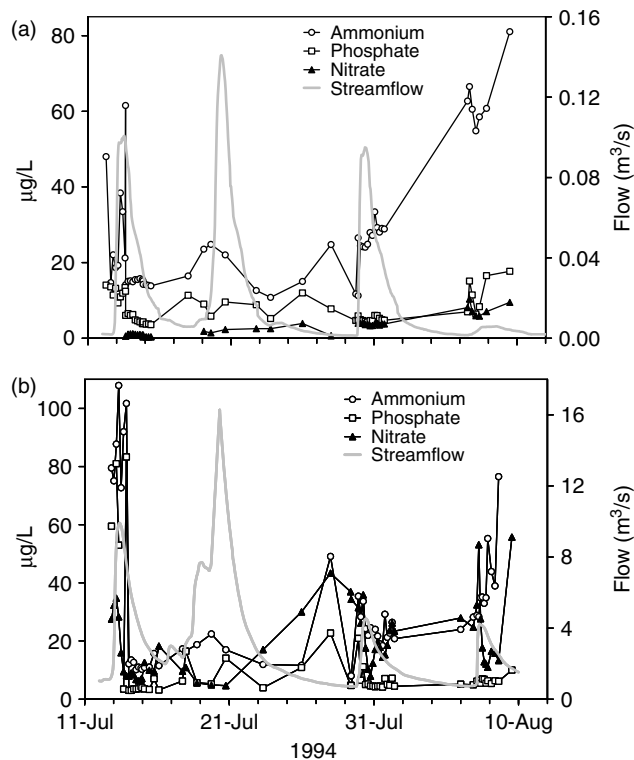 (a)
80
60
40
20
0
µg/L
Ammonium
Phosphate
Nitrate
Streamflow
0.16
0.12
0.08
0.04
0.00
Flow (m³/s)
(b)
100
80
60
40
20
0
µg/L
Ammonium
Phosphate
Nitrate
Streamflow
16
12
8
4
0
Flow (m³/s)
11-Jul
21-Jul
31-Jul
10-Aug
1994